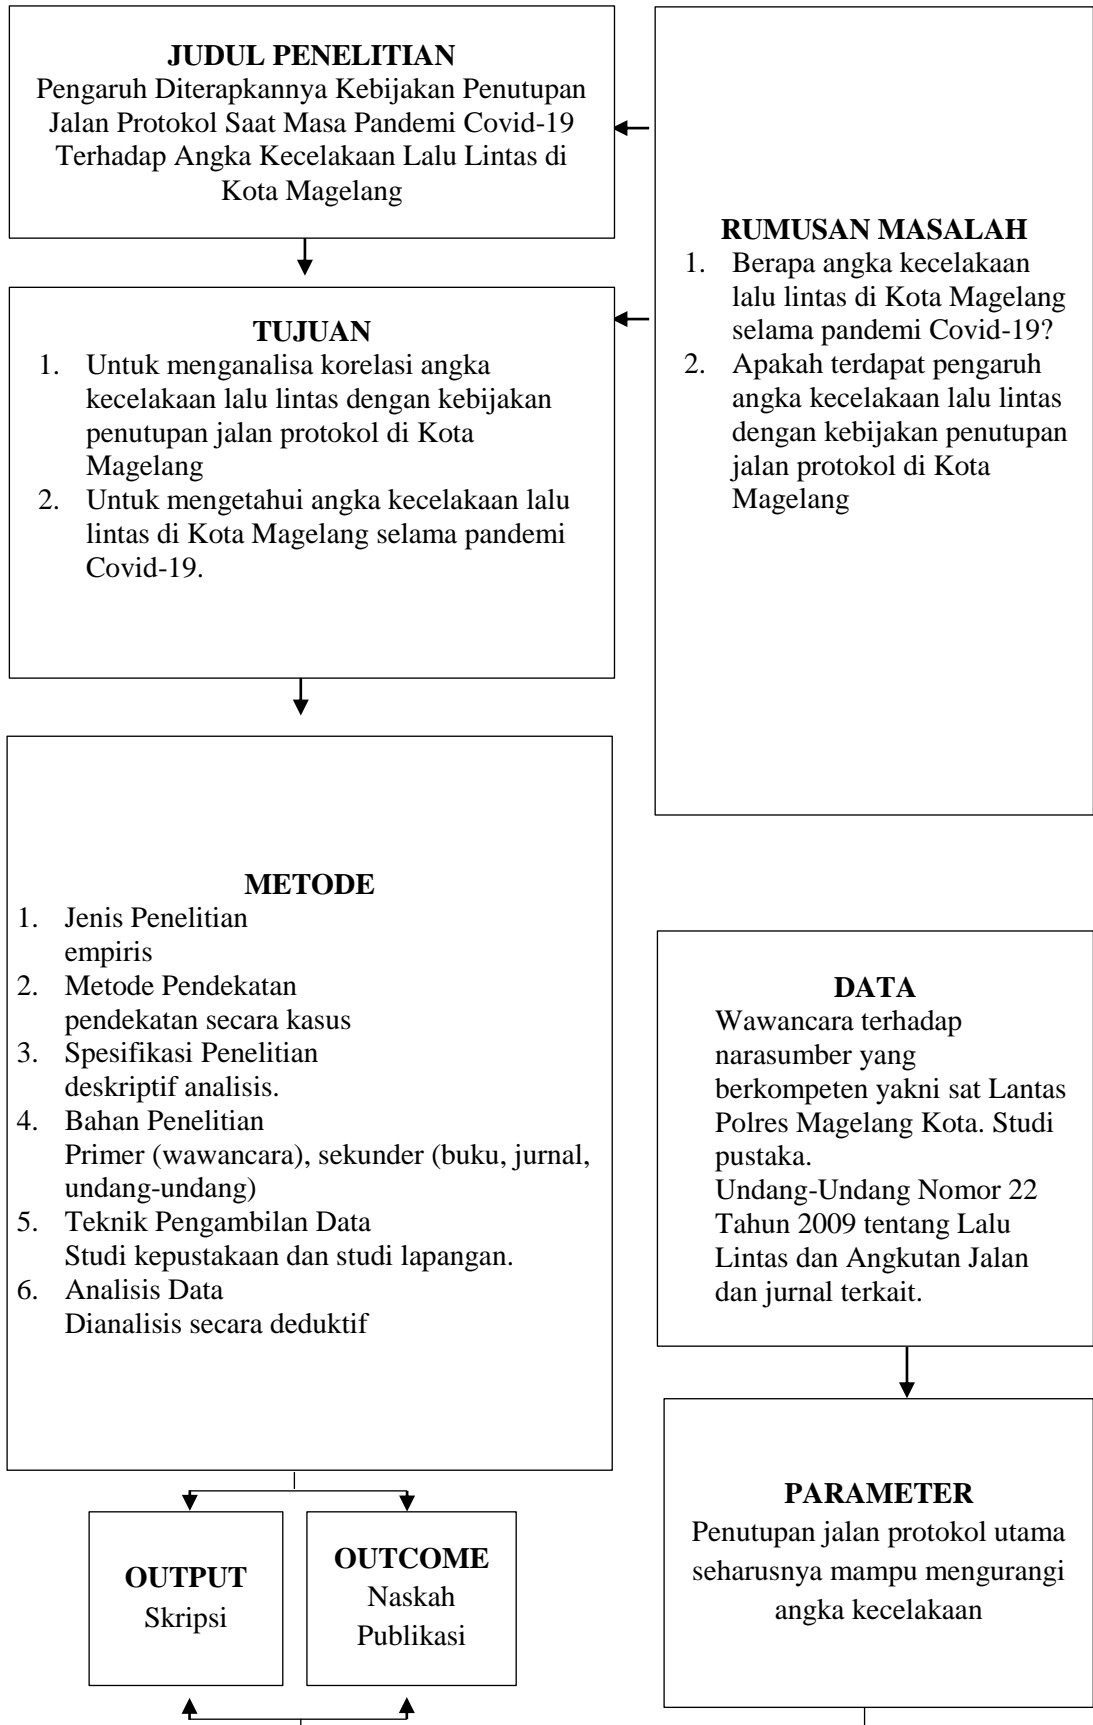 JUDUL PENELITIAN
Pengaruh Diterapkannya Kebijakan Penutupan
Jalan Protokol Saat Masa Pandemi Covid-19
Terhadap Angka Kecelakaan Lalu Lintas di
Kota Magelang
RUMUSAN MASALAH
1. Berapa angka kecelakaan
lalu lintas di Kota Magelang
selama pandemi Covid-19?
2. Apakah terdapat pengaruh
angka kecelakaan lalu lintas
dengan kebijakan penutupan
jalan protokol di Kota
Magelang
TUJUAN
1. Untuk menganalisa korelasi angka
kecelakaan lalu lintas dengan kebijakan
penutupan jalan protokol di Kota
Magelang
2. Untuk mengetahui angka kecelakaan lalu
lintas di Kota Magelang selama pandemi
Covid-19.
METODE
1. Jenis Penelitian
empiris
2. Metode Pendekatan
pendekatan secara kasus
3. Spesifikasi Penelitian
deskriptif analisis.
4. Bahan Penelitian
Primer (wawancara), sekunder (buku, jurnal,
undang-undang)
5. Teknik Pengambilan Data
Studi kepustakaan dan studi lapangan.
6. Analisis Data
Dianalisis secara deduktif
DATA
Wawancara terhadap
narasumber yang
berkompeten yakni sat Lantas
Polres Magelang Kota. Studi
pustaka.
Undang-Undang Nomor 22
Tahun 2009 tentang Lalu
Lintas dan Angkutan Jalan
dan jurnal terkait.
PARAMETER
Penutupan jalan protokol utama
seharusnya mampu mengurangi
angka kecelakaan
OUTPUT
Skripsi
OUTCOME
Naskah
Publikasi